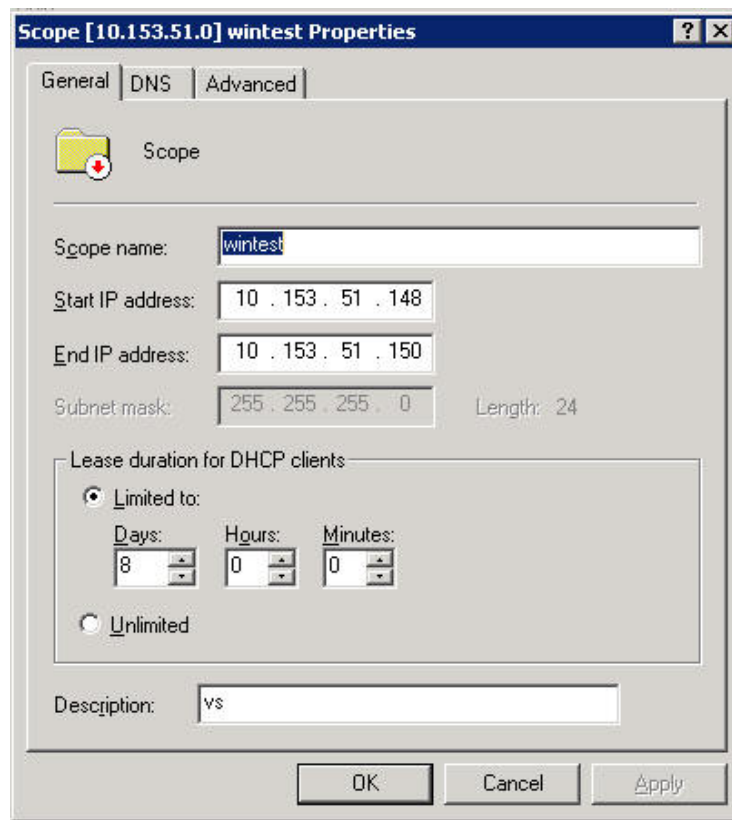 Scope [10.153.51.0] wintest Properties
General DNS Advanced
Scope
Scope name: wintest
Start IP address: 10 . 153 . 51 . 148
End IP address: 10 . 153 . 51 . 150
Subnet mask: 255 . 255 . 255 . 0 Length: 24
Lease duration for DHCP clients
Limited to:
Days: Hours: Minutes:
8 0 0
Unlimited
Description: vs
OK Cancel Apply